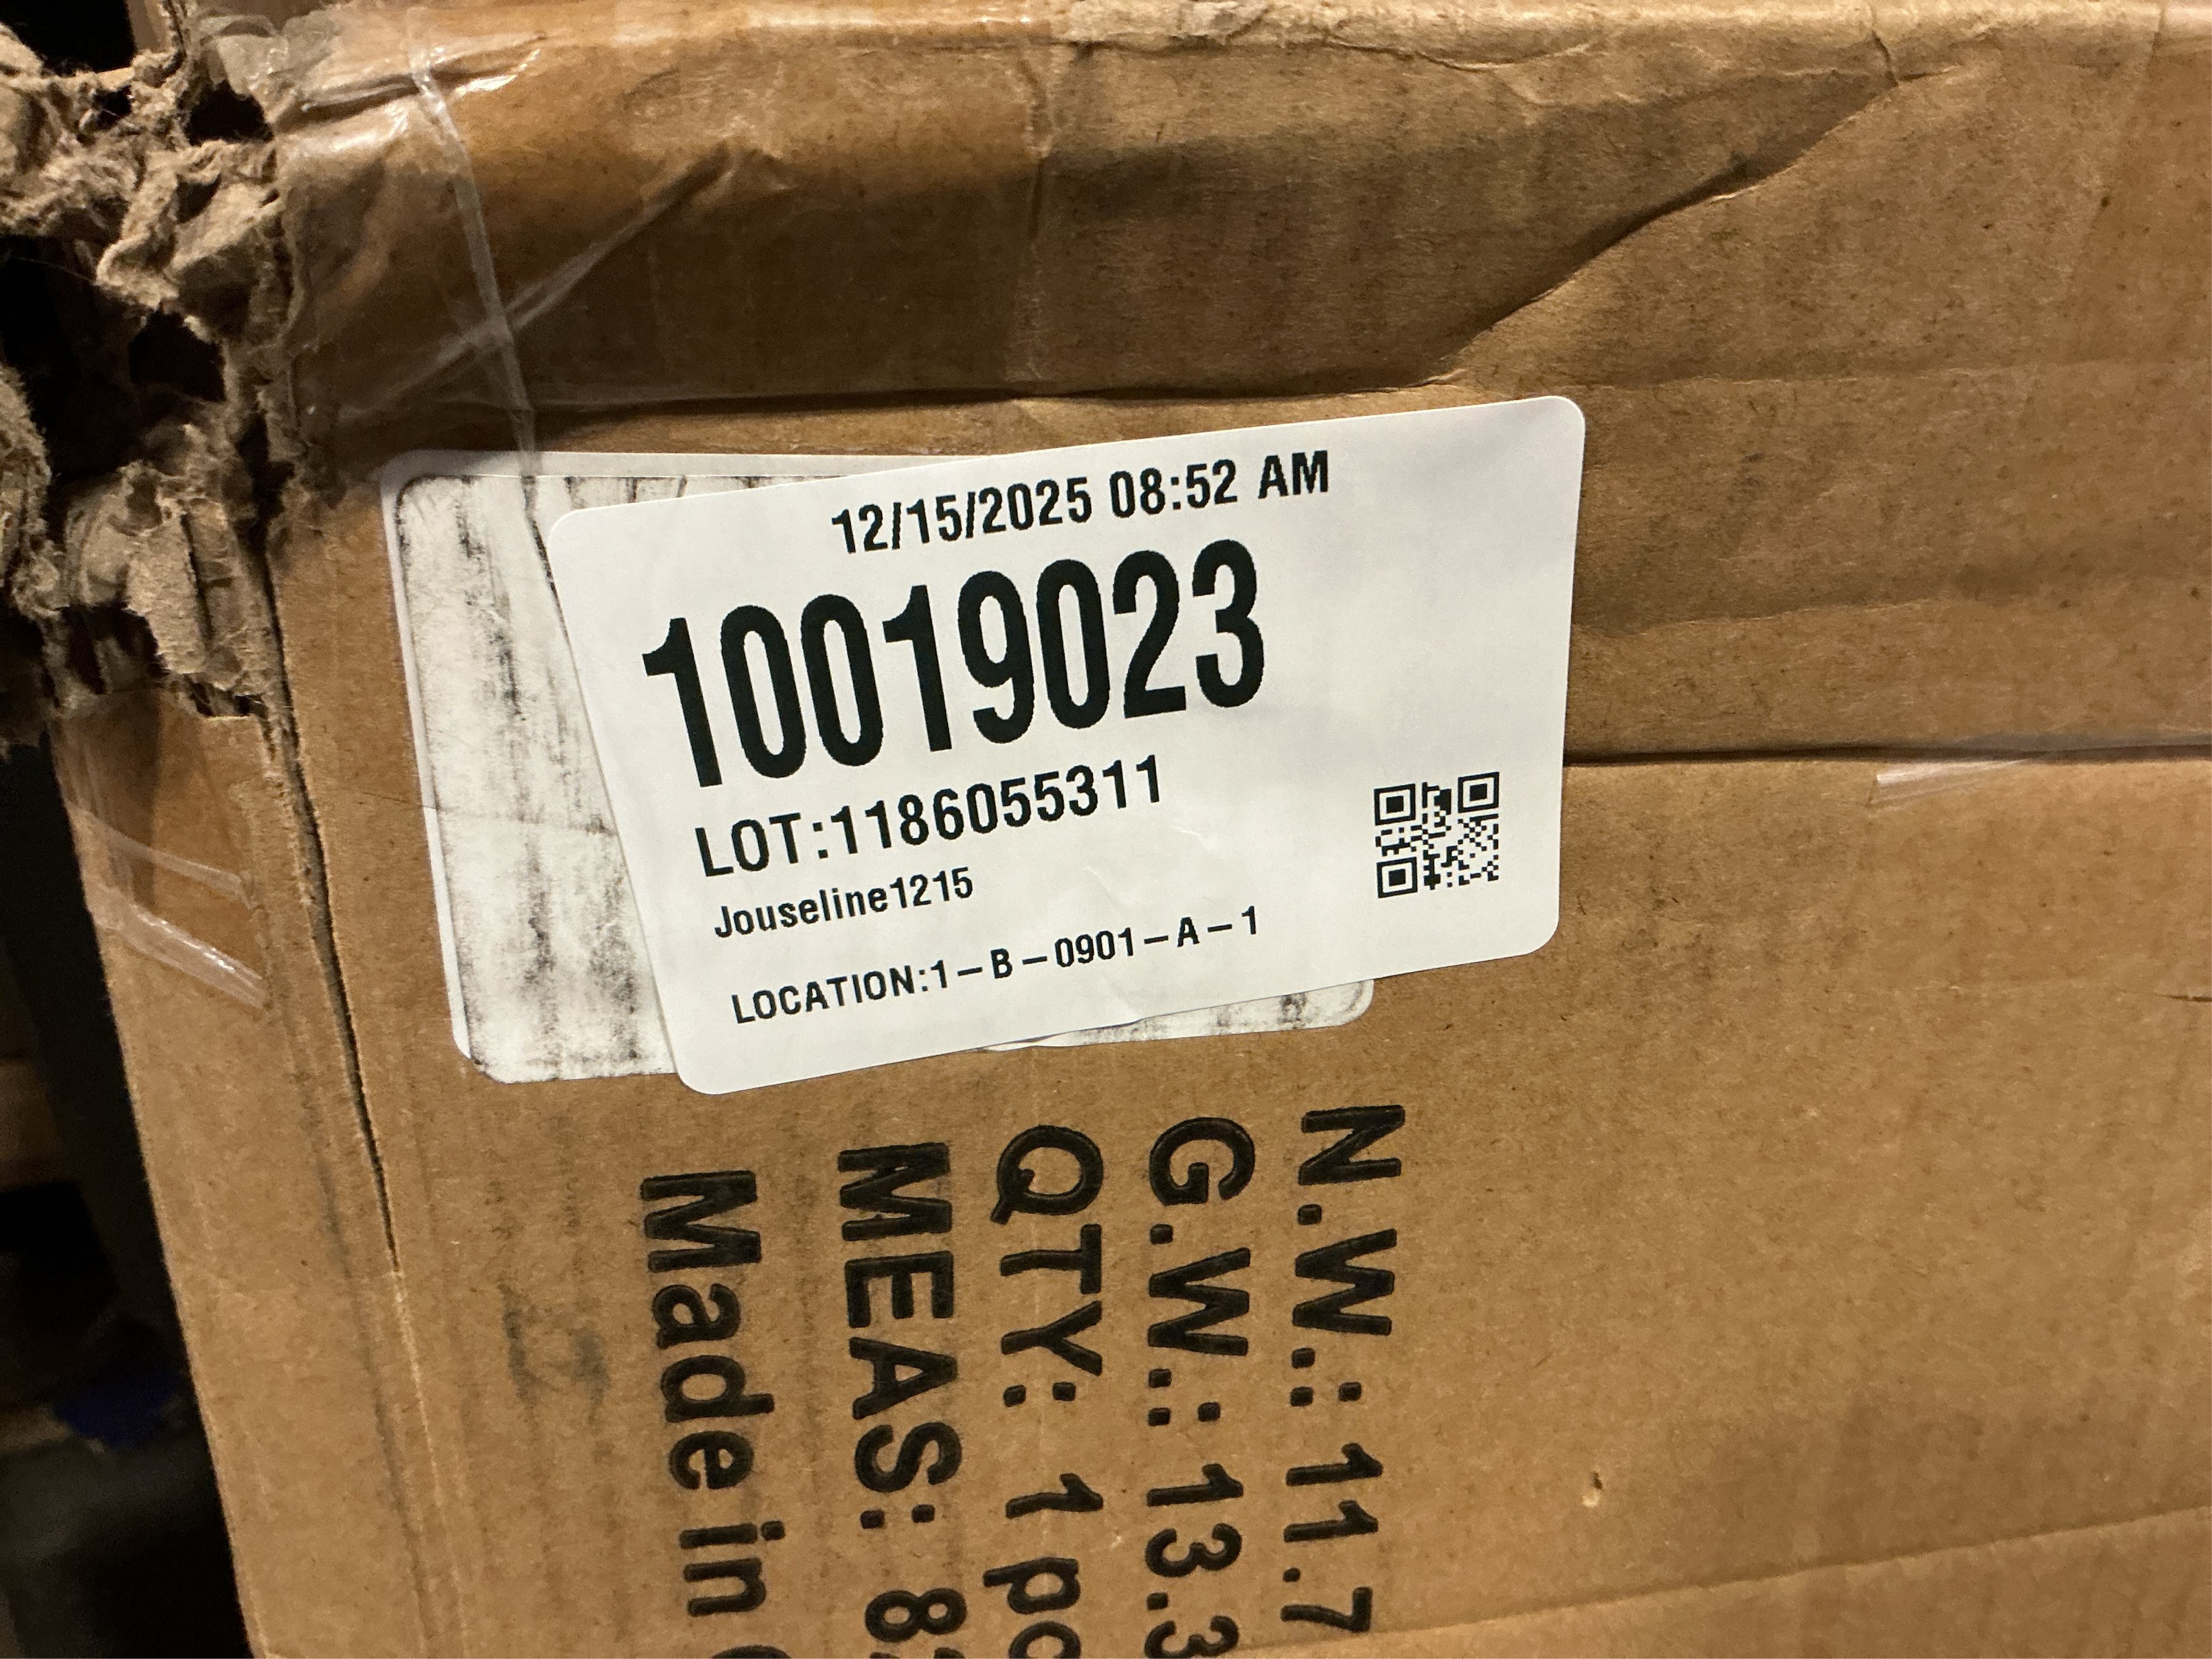 12/15/2025 08:52 AM
10019023
LOT:1186055311
Jouseline1215
LOCATION:1-B-0901-A-1
N.W.: 11.7
G.W.: 13.3
QTY: 1
MEAS:
Made in